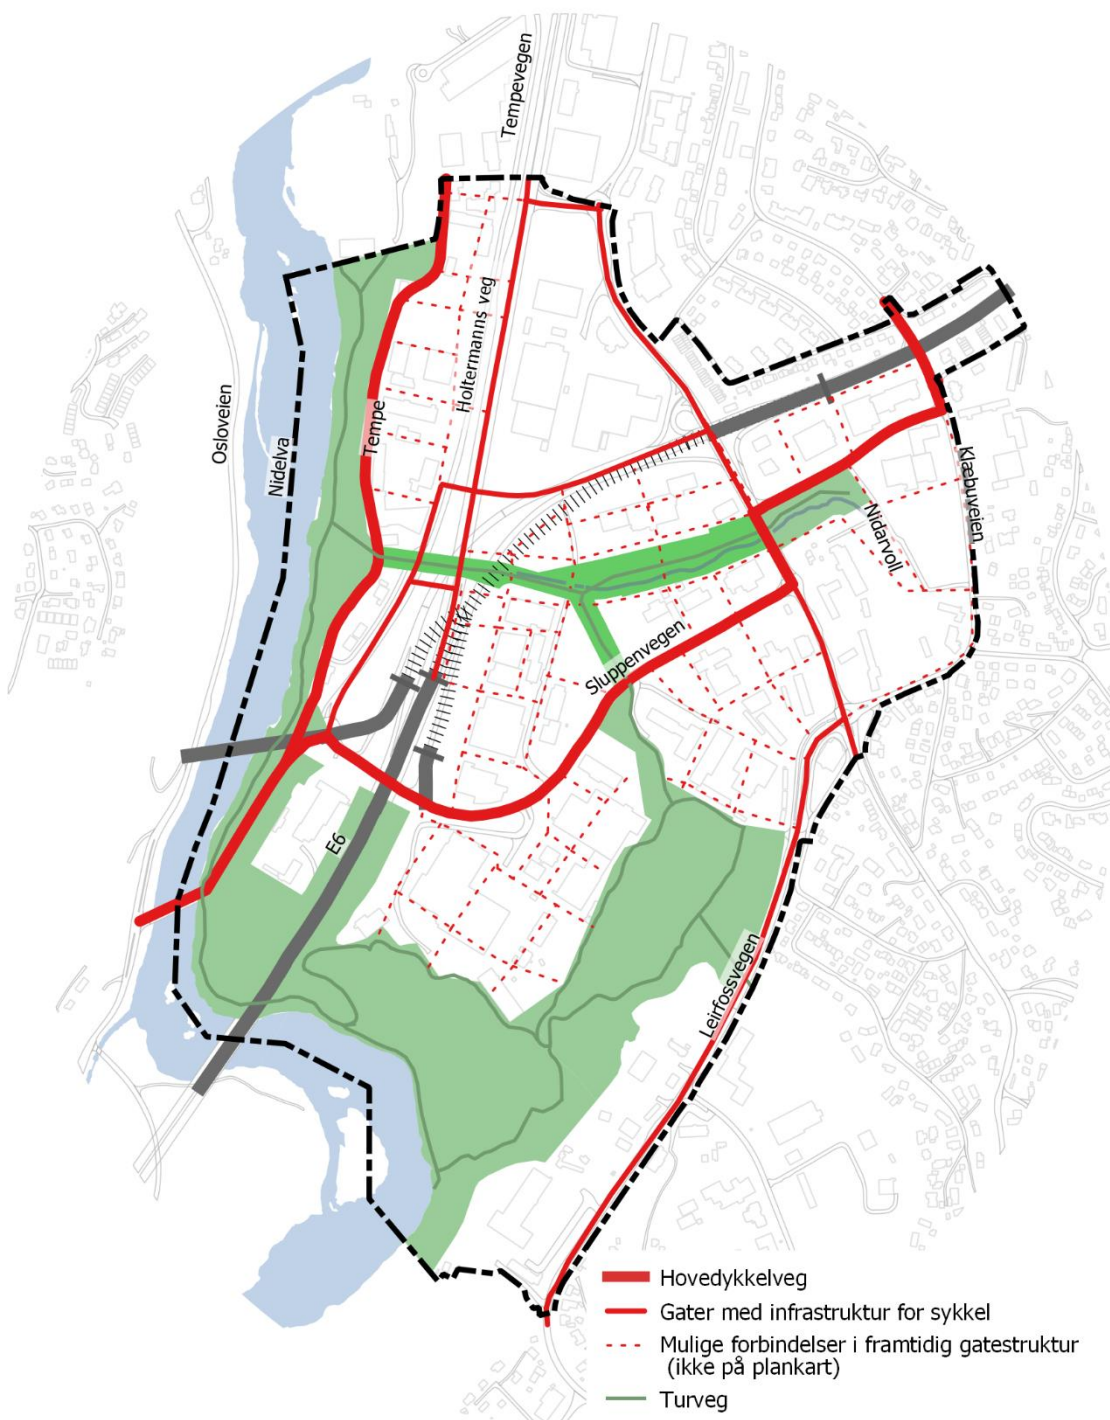 Tempevegen
Holtermanns veg
Osloveien
Nidelva
Tempe
Klæbuveien
Nidarvoll
Sluppenvegen
E6
Leirfossvegen
Hovedykkelveg
Gater med infrastruktur for sykkel
Mulige forbindelser i framtidig gatestruktur
(ikke på plankart)
Turveg